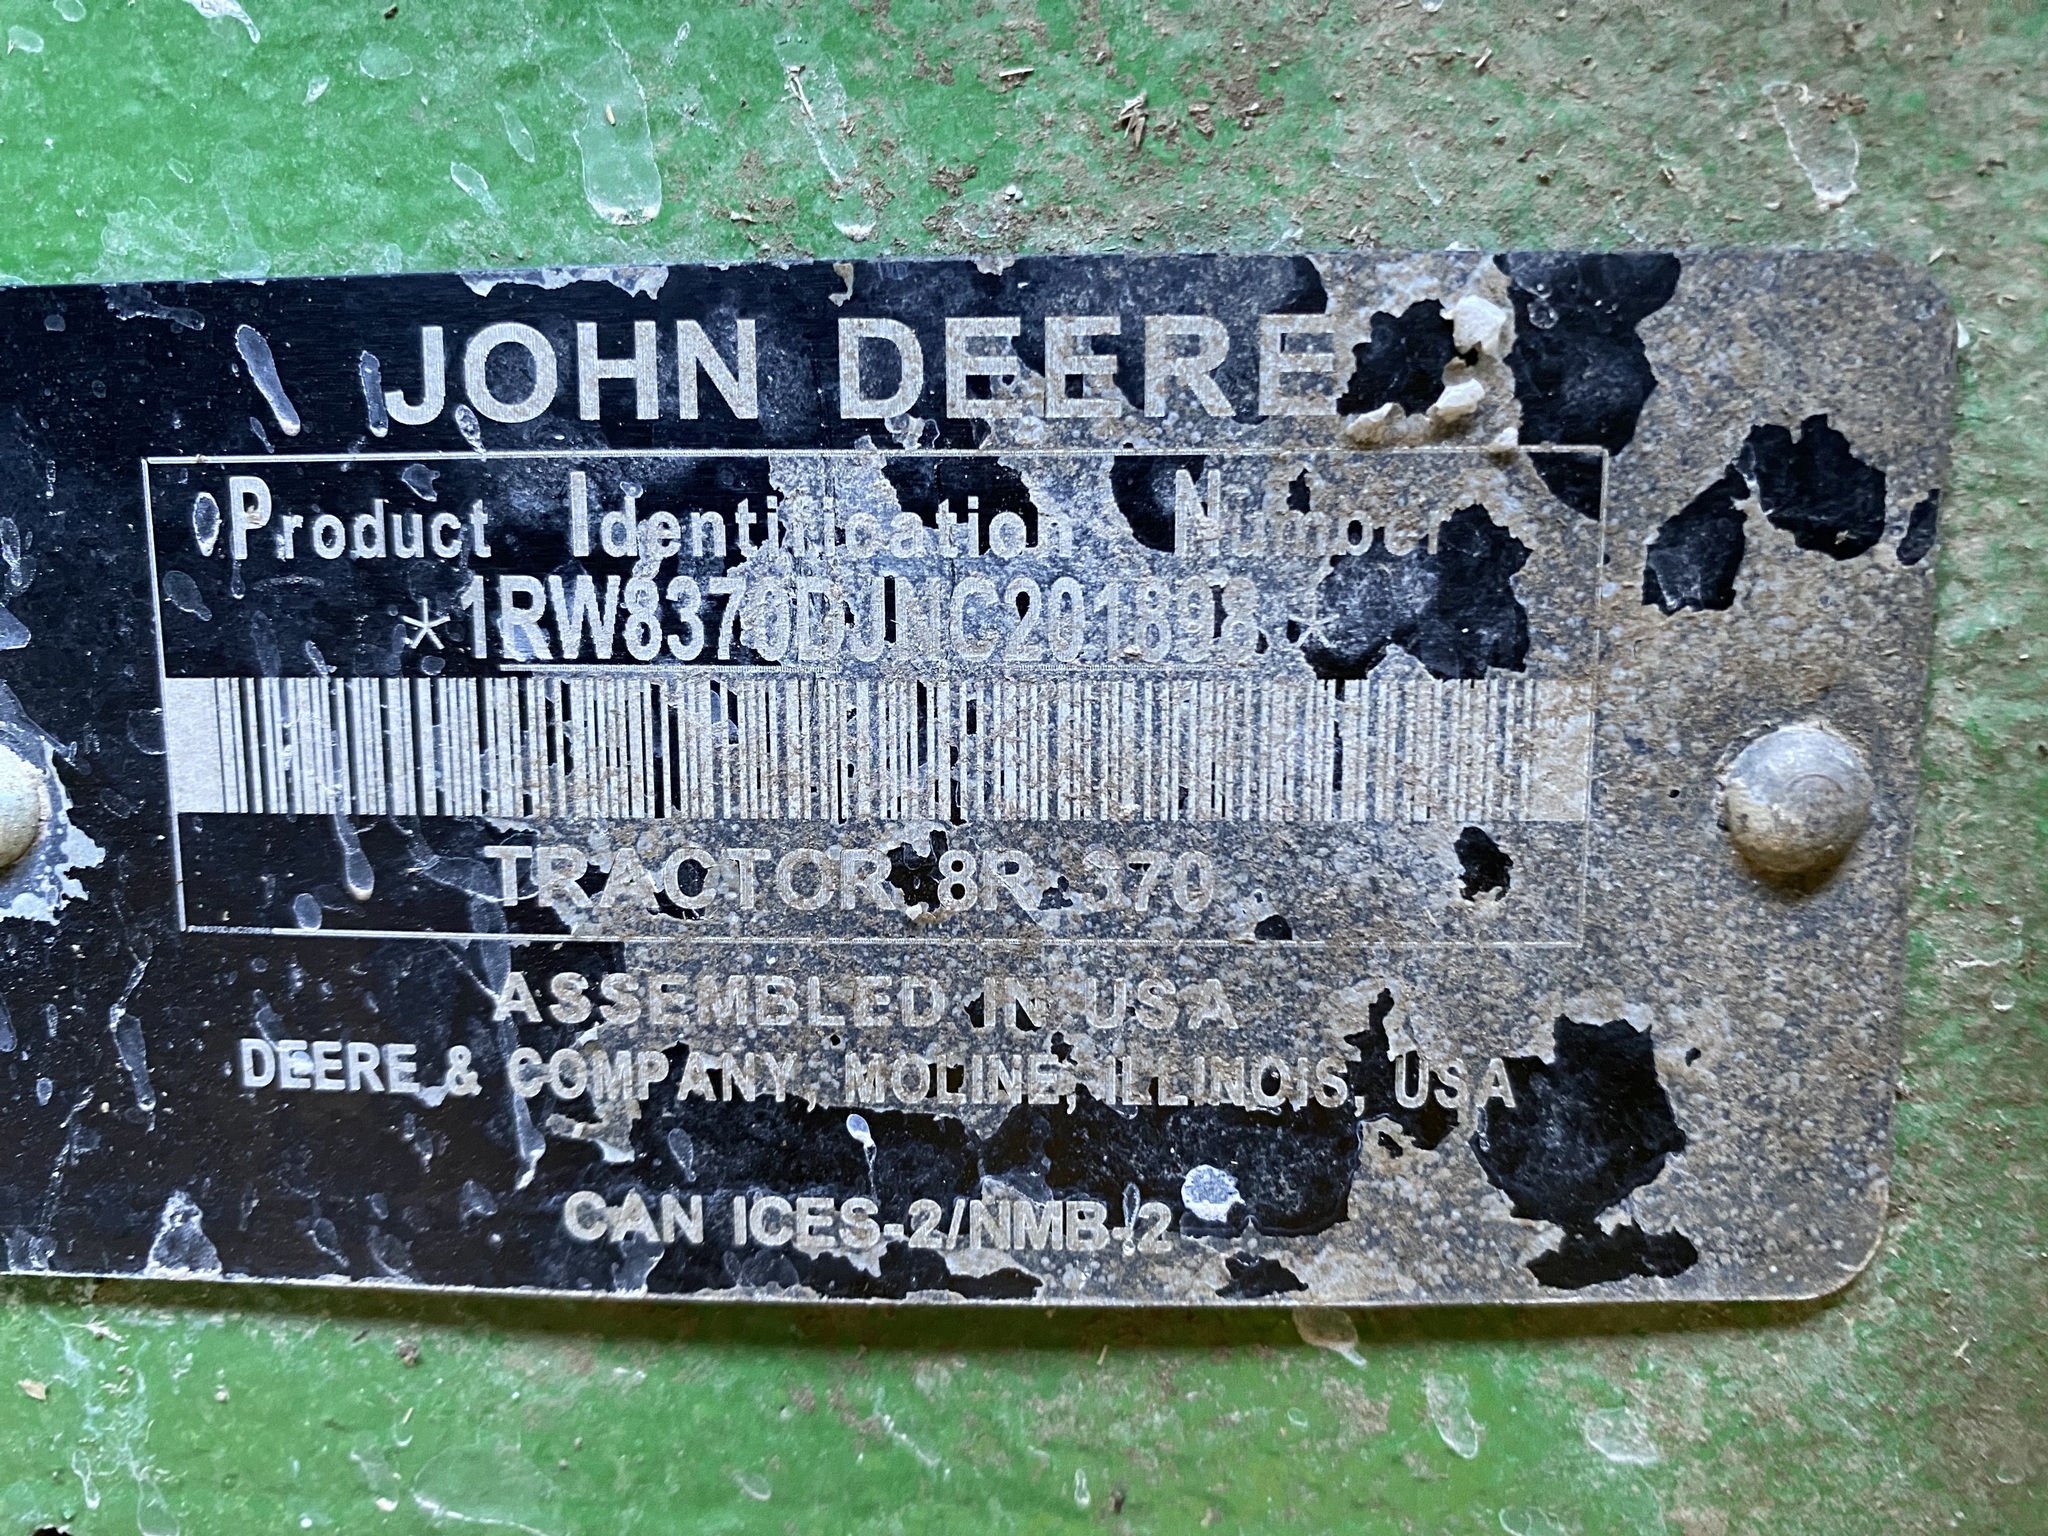 JOHN DEERE
Product Identification Number
*1RW8370DJNC201898*
TRACTOR 8R 370
ASSEMBLED IN USA
DEERE & COMPANY, MOLINE, ILLINOIS, USA
CAN ICES-2/NMB-2